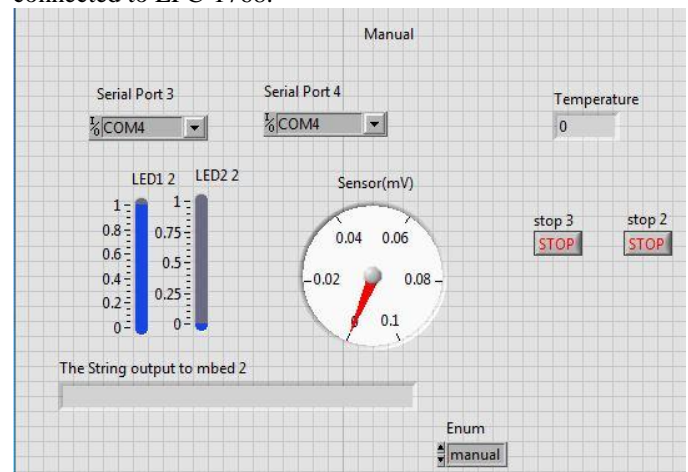 connected to LPC-1768.
Manual
Serial Port 3
Serial Port 4
Temperature
I/O COM4
I/O COM4
0
LED1 2
LED2 2
Sensor(mV)
stop 3
stop 2
STOP
STOP
1
0.8
0.6
0.4
0.2
0
1
0.75
0.5
0.25
0
0
0.02
0.04
0.06
0.08
0.1
The String output to mbed 2
Enum
manual